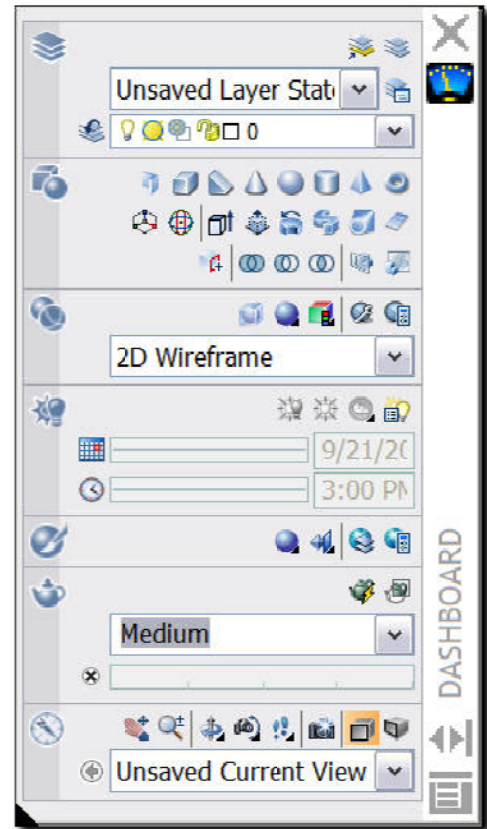 Unsaved Layer Stat
0
2D Wireframe
9/21/20
3:00 PM
Medium
Unsaved Current View
DASHBOARD